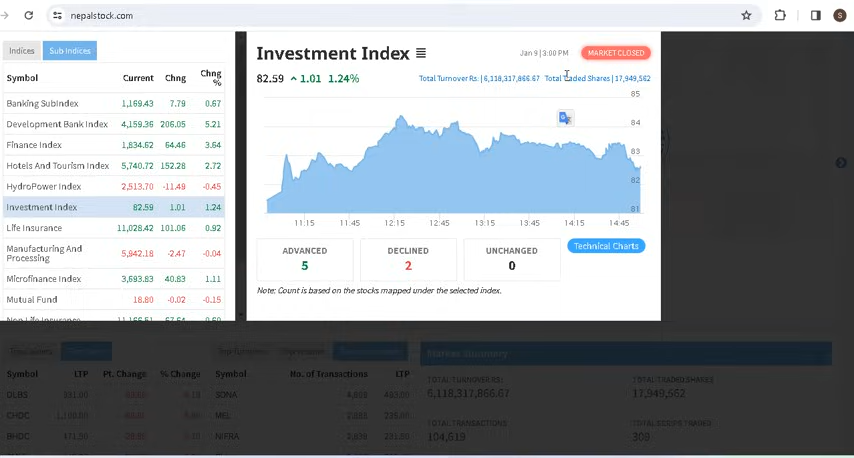 nepalstock.com
S
Indices Sub Indices
Symbol Current Chng Chng %
Banking SubIndex 1,169.43 7.79 0.67
Development Bank Index 4,159.36 206.05 5.21
Finance Index 1,834.62 64.46 3.64
Hotels And Tourism Index 5,740.72 152.28 2.72
HydroPower Index 2,513.70 -11.49 -0.45
Investment Index 82.59 1.01 1.24
Life Insurance 11,028.42 101.06 0.92
Manufacturing And Processing 5,942.18 -2.47 -0.04
Microfinance Index 3,693.83 40.83 1.11
Mutual Fund 18.80 -0.02 -0.15
Non Life Insurance
Investment Index
Jan 9 | 3:00 PM MARKET CLOSED
82.59 1.01 1.24%
Total Turnover Rs: | 6,118,317,866.67 Total Traded Shares | 17,949,562
85
84
83
82
81
11:15 11:45 12:15 12:45 13:15 13:45 14:15 14:45
ADVANCED
5
DECLINED
2
UNCHANGED
0
Technical Charts
Note: Count is based on the stocks mapped under the selected index.
Symbol LTP Pt. Change % Change
CHDC
BHDC
Symbol No. of Transactions LTP
SONA
MEL
NIFRA
Market Summary
TOTAL TURNOVER RS:
6,118,317,866.67
TOTAL TRADED SHARES
17,949,562
TOTAL TRANSACTIONS